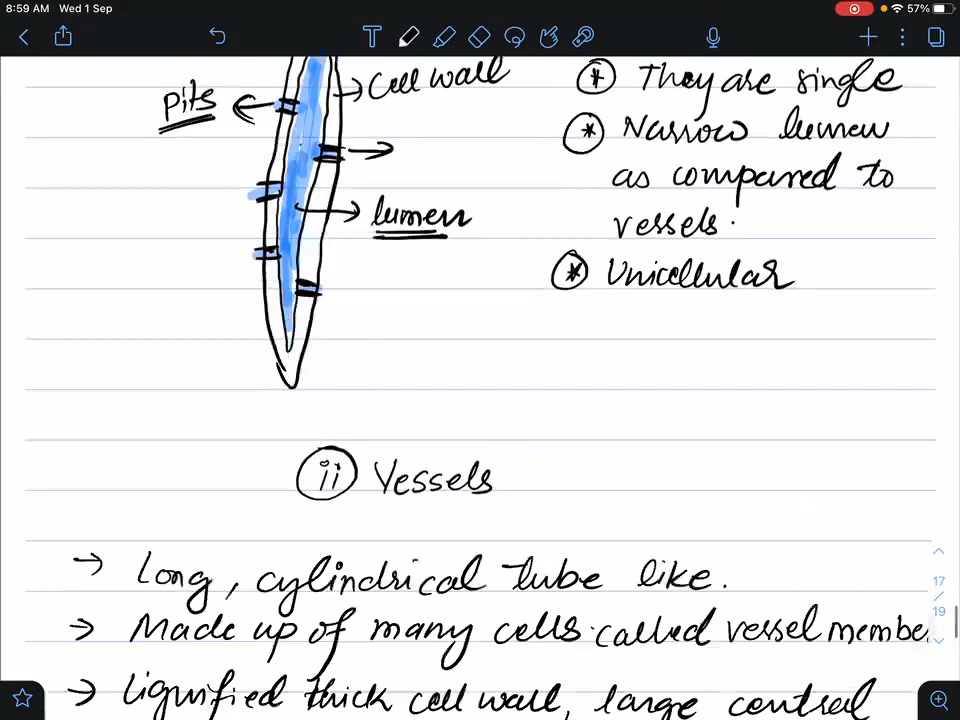 8:59 AM Wed 1 Sep
57%
Pits
Cell wall
lumen
* They are single
* Narrow lumen
as compared to
vessels.
* Unicellular
ii Vessels
→ Long, cylindrical tube like.
→ Made up of many cells. called vessel membe
17
/
19
→ Lignified thick cell wall, large central